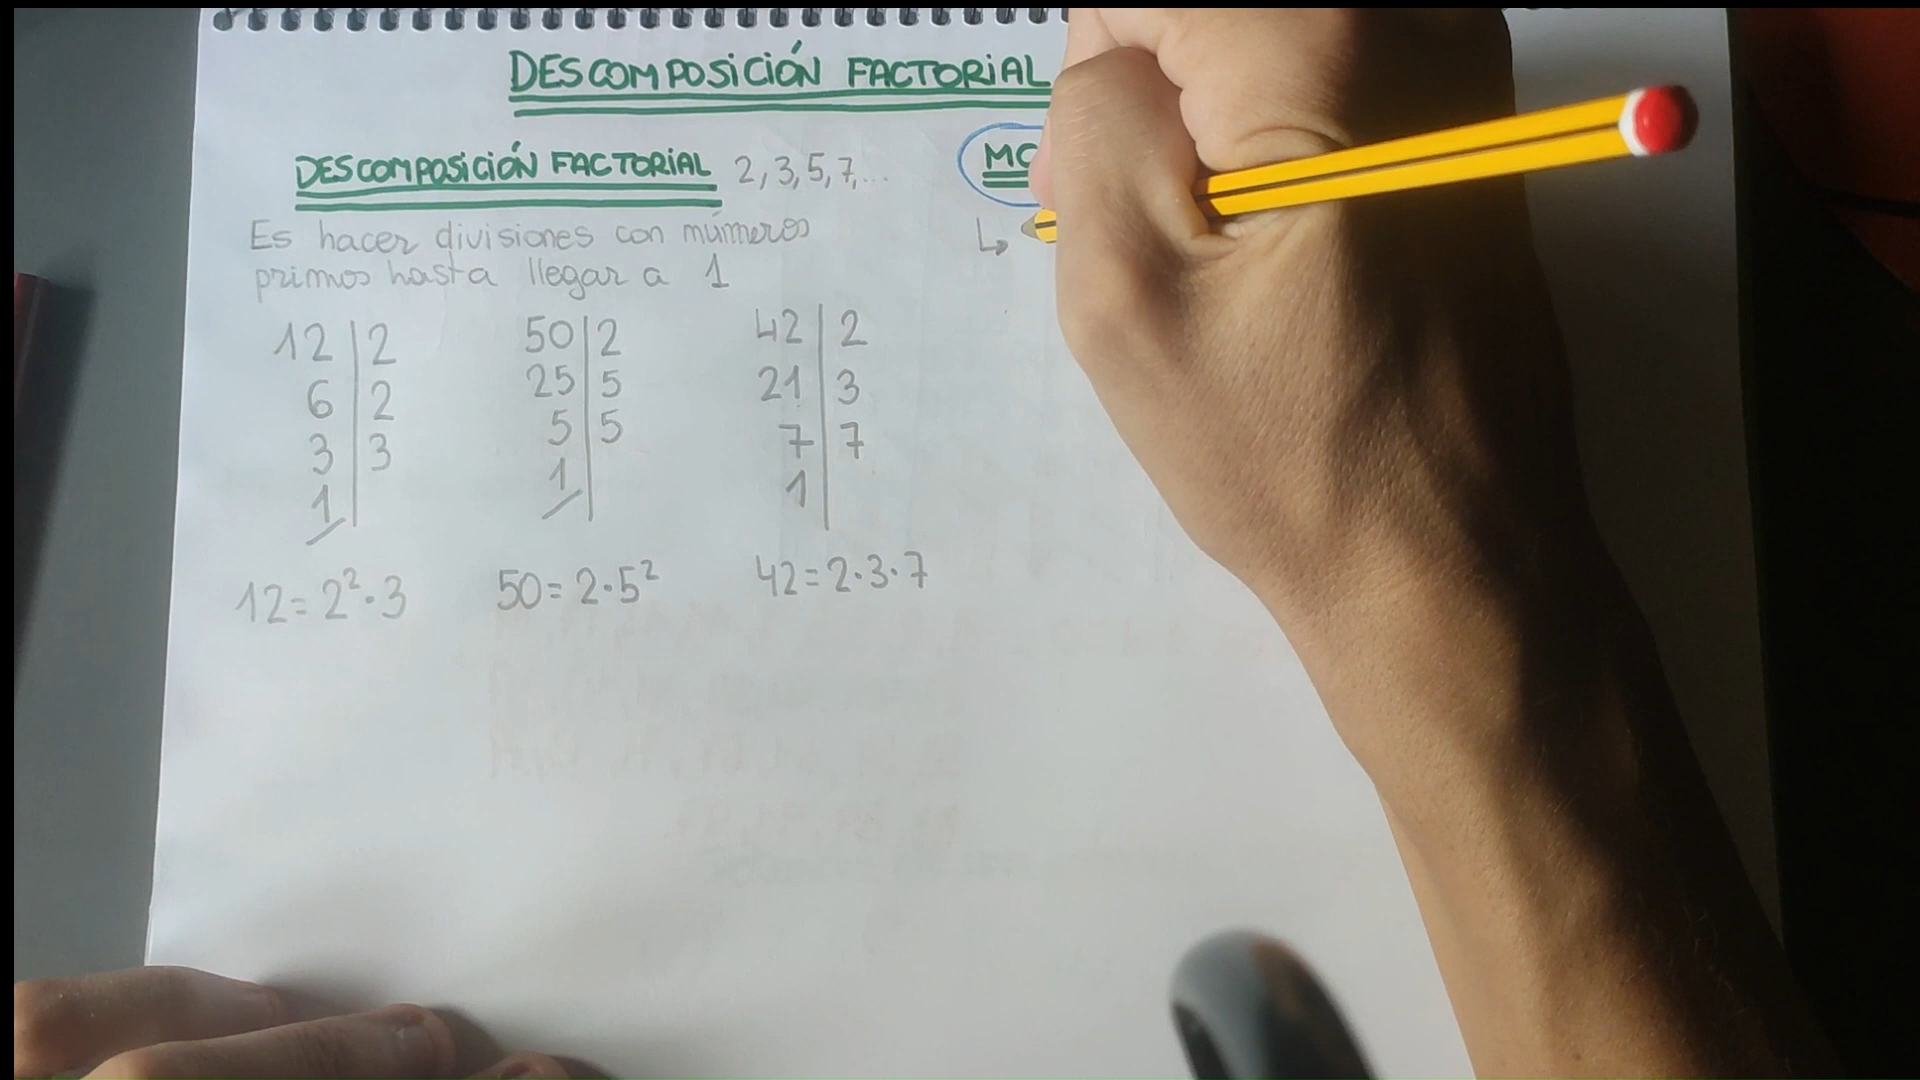 DESCOMPOSICIÓN FACTORIAL
DESCOMPOSICIÓN FACTORIAL 2, 3, 5, 7, ...
Es hacer divisiones con números
primos hasta llegar a 1
12 | 2
6 | 2
3 | 3
1
50 | 2
25 | 5
5 | 5
1
42 | 2
21 | 3
7 | 7
1
12 = 2² · 3
50 = 2 · 5²
42 = 2 · 3 · 7
MC
↳